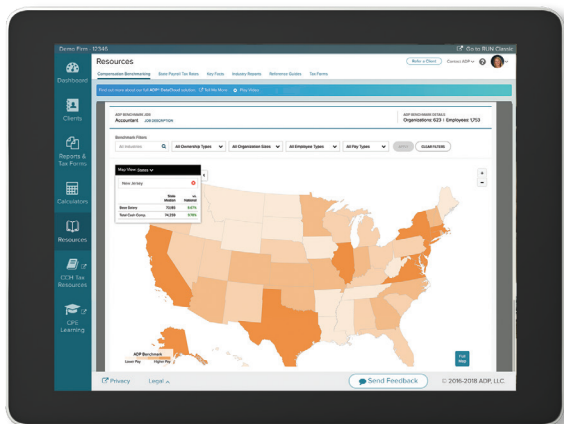 Demo Firm - 12345
Go to RUN Classic
Dashboard
Clients
Reports &
Tax Forms
Calculators
Resources
CCH Tax
Resources
CPE
Learning
Resources
Refer a Client
Contact ADP
Compensation Benchmarking
State Payroll Tax Rates
Key Facts
Industry Reports
Reference Guides
Tax Forms
Find out more about our full ADP® DataCloud solution.
Tell Me More
Play Video
ADP BENCHMARK JOB
Accountant JOB DESCRIPTION
ADP BENCHMARK DETAILS
Organizations: 623 | Employees: 1,753
Benchmark Filters
All Industries
All Ownership Types
All Organization Sizes
All Employee Types
All Pay Types
APPLY
CLEAR FILTERS
Map View: States
New Jersey
State
Median
vs.
National
Base Salary
Total Cash Comp.
+
-
ADP Benchmark
Lower Pay
Higher Pay
Full
Map
Privacy
Legal
Send Feedback
© 2016-2018 ADP, LLC.